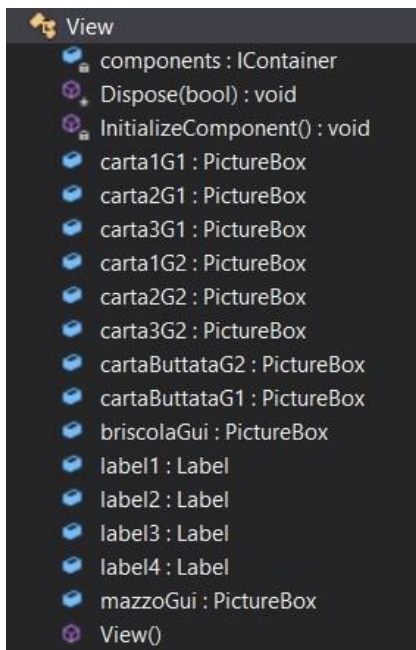 View
components : IContainer
Dispose(bool) : void
InitializeComponent() : void
carta1G1 : PictureBox
carta2G1 : PictureBox
carta3G1 : PictureBox
carta1G2 : PictureBox
carta2G2 : PictureBox
carta3G2 : PictureBox
cartaButtataG2 : PictureBox
cartaButtataG1 : PictureBox
briscolaGui : PictureBox
label1 : Label
label2 : Label
label3 : Label
label4 : Label
mazzoGui : PictureBox
View()